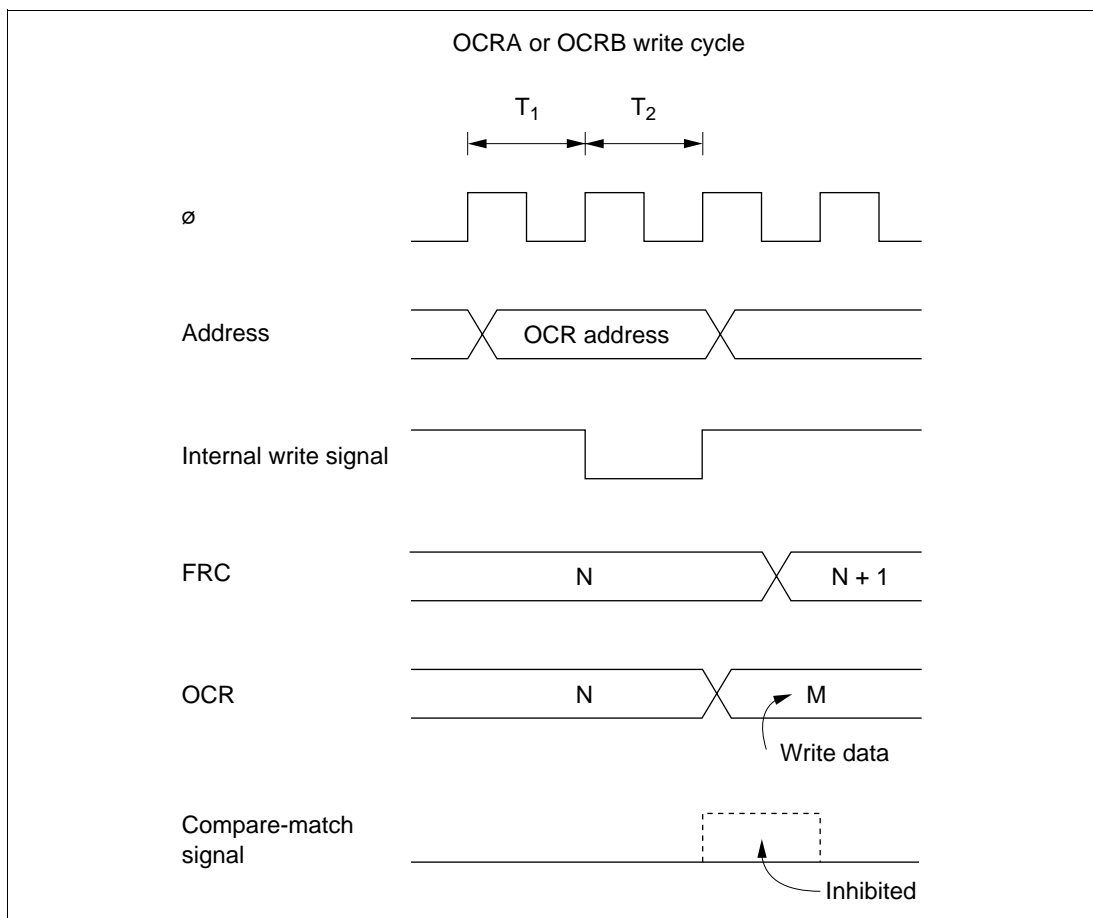 OCRA or OCRB write cycle
T1 T2
ø
Address
OCR address
Internal write signal
FRC
N
N + 1
OCR
N
M
Write data
Compare-match
signal
Inhibited